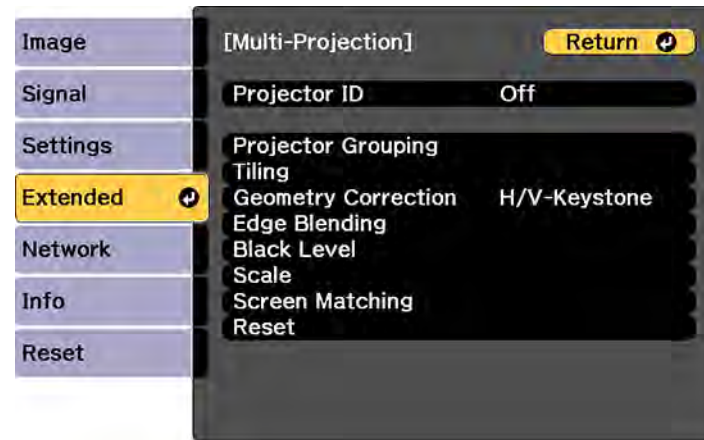 Image
Signal
Settings
Extended
Network
Info
Reset
[Multi-Projection]
Return
Projector ID Off
Projector Grouping
Tiling
Geometry Correction H/V-Keystone
Edge Blending
Black Level
Scale
Screen Matching
Reset